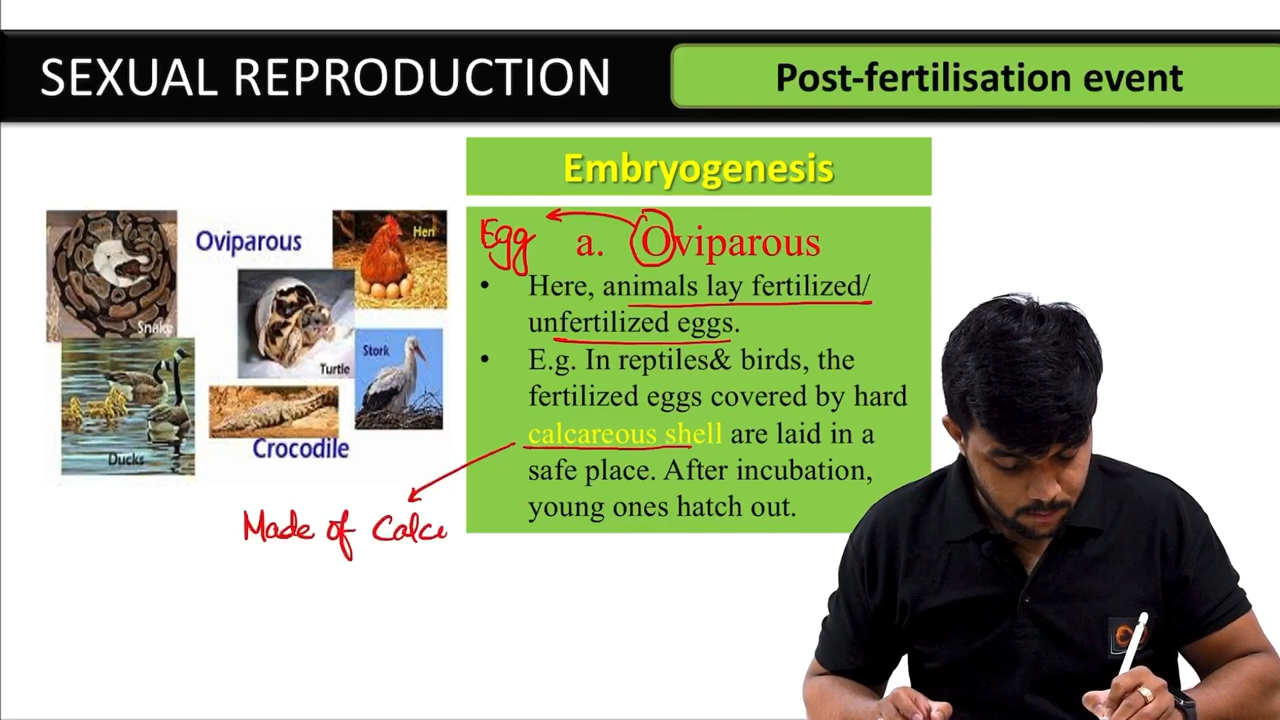 SEXUAL REPRODUCTION
Post-fertilisation event
Embryogenesis
Egg
a. Oviparous
• Here, animals lay fertilized/
unfertilized eggs.
• E.g. In reptiles& birds, the
fertilized eggs covered by hard
calcareous shell are laid in a
safe place. After incubation,
young ones hatch out.
Oviparous
Hen
Snake
Turtle
Stork
Ducks
Crocodile
Made of Calci